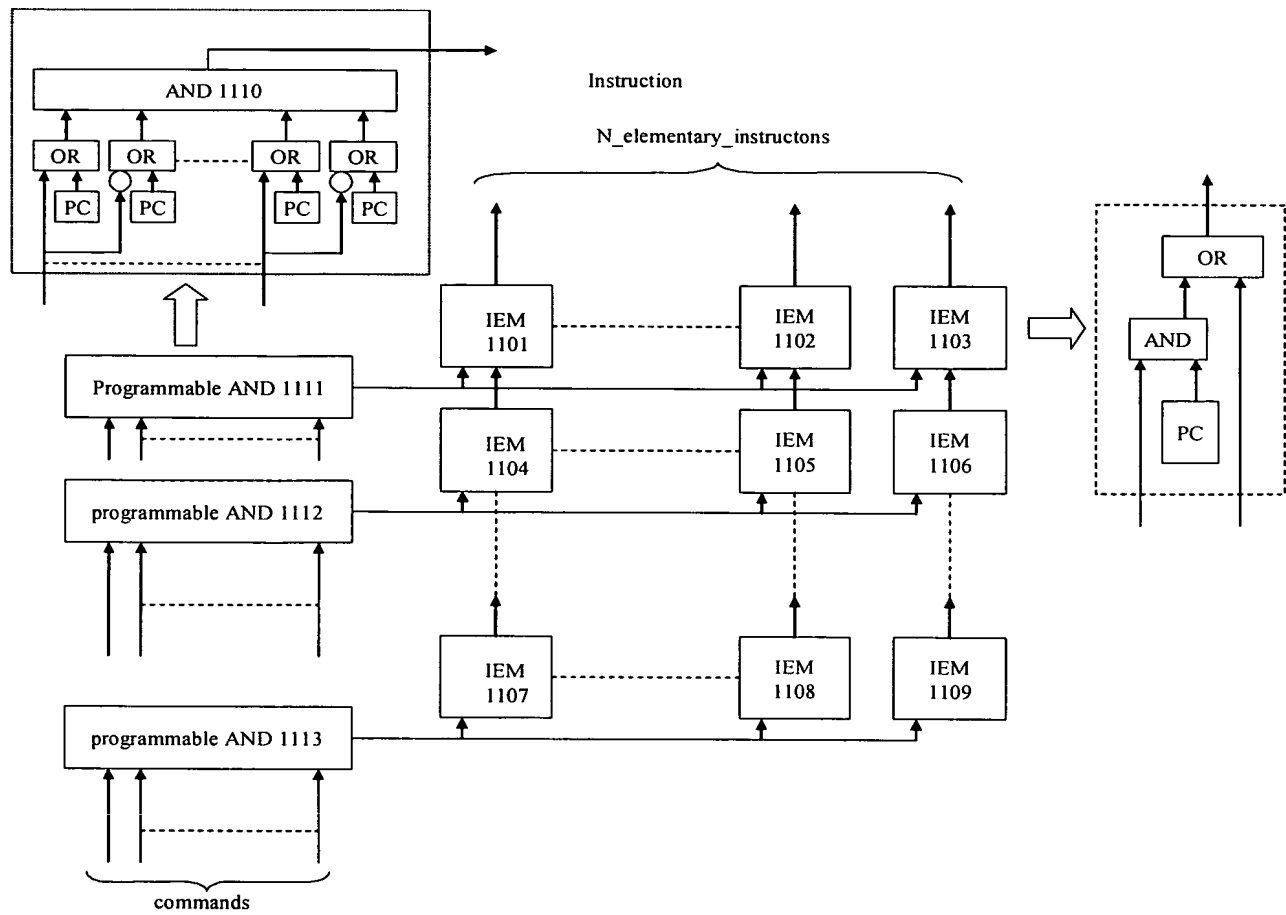 AND 1110
OR OR OR OR
PC PC PC PC
Instruction
N_elementary_instructons
IEM
1101
IEM
1102
IEM
1103
OR
AND
PC
Programmable AND 1111
IEM
1104
IEM
1105
IEM
1106
programmable AND 1112
IEM
1107
IEM
1108
IEM
1109
programmable AND 1113
commands